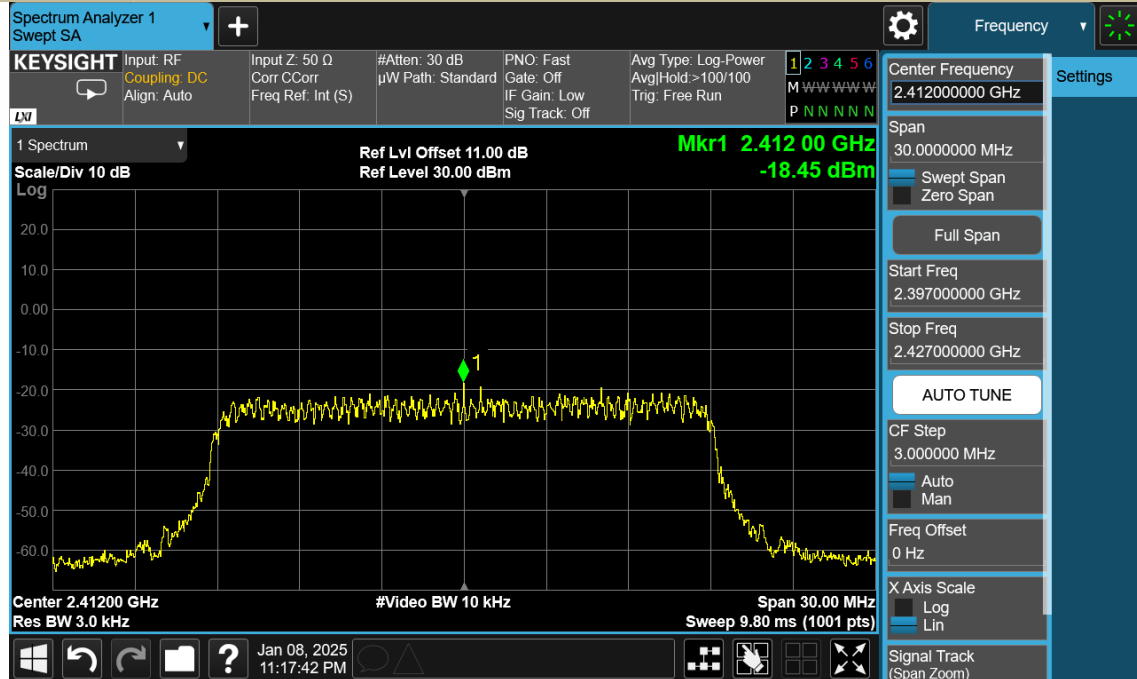 Spectrum Analyzer 1
Swept SA
+
Frequency
KEYSIGHT
LXI
Input: RF
Coupling: DC
Align: Auto
Input Z: 50 Ω
Corr CCorr
Freq Ref: Int (S)
#Atten: 30 dB
µW Path: Standard
PNO: Fast
Gate: Off
IF Gain: Low
Sig Track: Off
Avg Type: Log-Power
Avg|Hold:>100/100
Trig: Free Run
1 2 3 4 5 6
M W W W W W
P N N N N N
1 Spectrum
Scale/Div 10 dB
Log
Ref Lvl Offset 11.00 dB
Ref Level 30.00 dBm
Mkr1 2.412 00 GHz
-18.45 dBm
20.0
10.0
0.00
-10.0
1
-20.0
-30.0
-40.0
-50.0
-60.0
Center 2.41200 GHz
#Video BW 10 kHz
Span 30.00 MHz
Res BW 3.0 kHz
Sweep 9.80 ms (1001 pts)
Center Frequency
2.412000000 GHz
Settings
Span
30.0000000 MHz
Swept Span
Zero Span
Full Span
Start Freq
2.397000000 GHz
Stop Freq
2.427000000 GHz
AUTO TUNE
CF Step
3.000000 MHz
Auto
Man
Freq Offset
0 Hz
X Axis Scale
Log
Lin
Signal Track
(Span Zoom)
?
Jan 08, 2025
11:17:42 PM